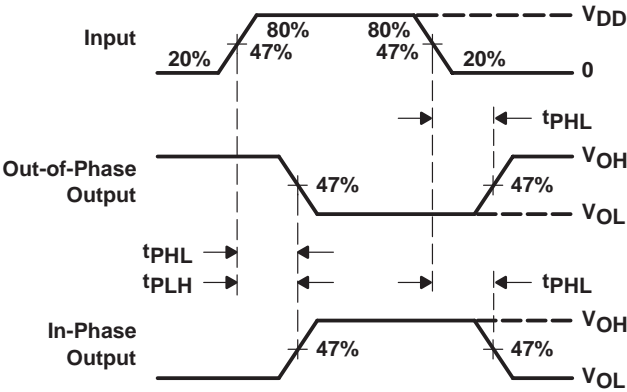 VDD
Input
20%
80%
47%
80%
47%
20%
0
tPHL
VOH
Out-of-Phase
Output
47%
47%
VOL
tPHL
tPLH
tPHL
VOH
In-Phase
Output
47%
47%
VOL